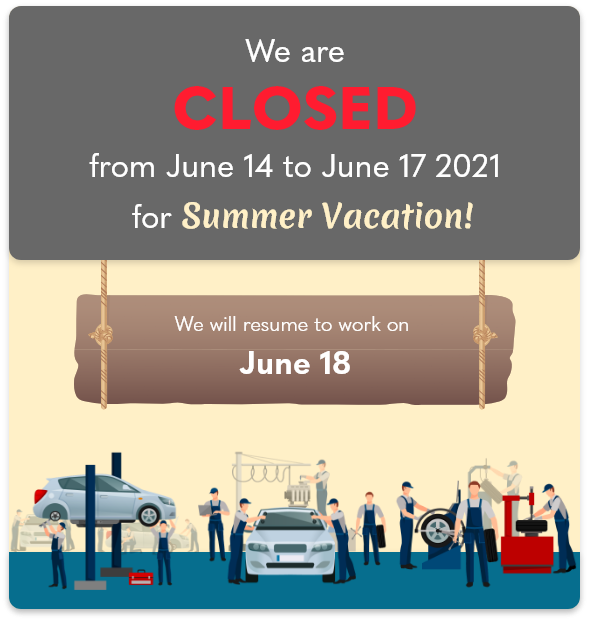 We are
CLOSED
from June 14 to June 17 2021
for Summer Vacation!
We will resume to work on
June 18